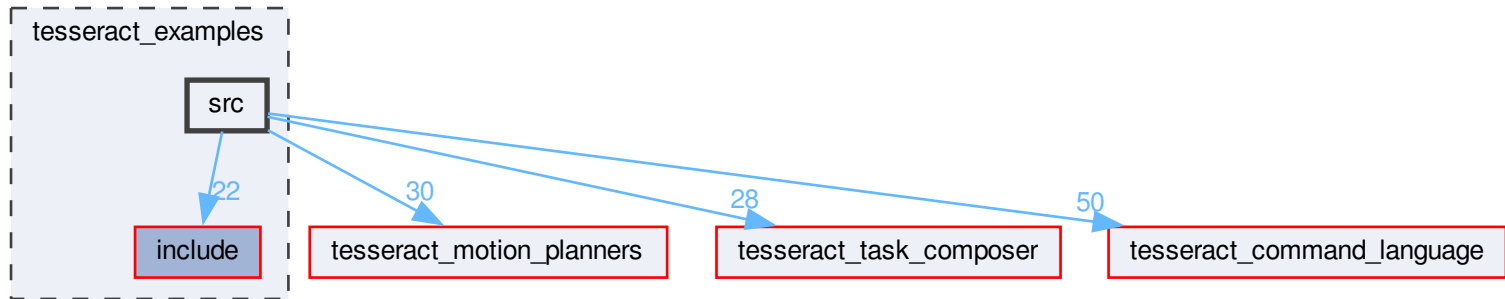 tesseract_examples
src
22
30
28
50
include
tesseract_motion_planners
tesseract_task_composer
tesseract_command_language